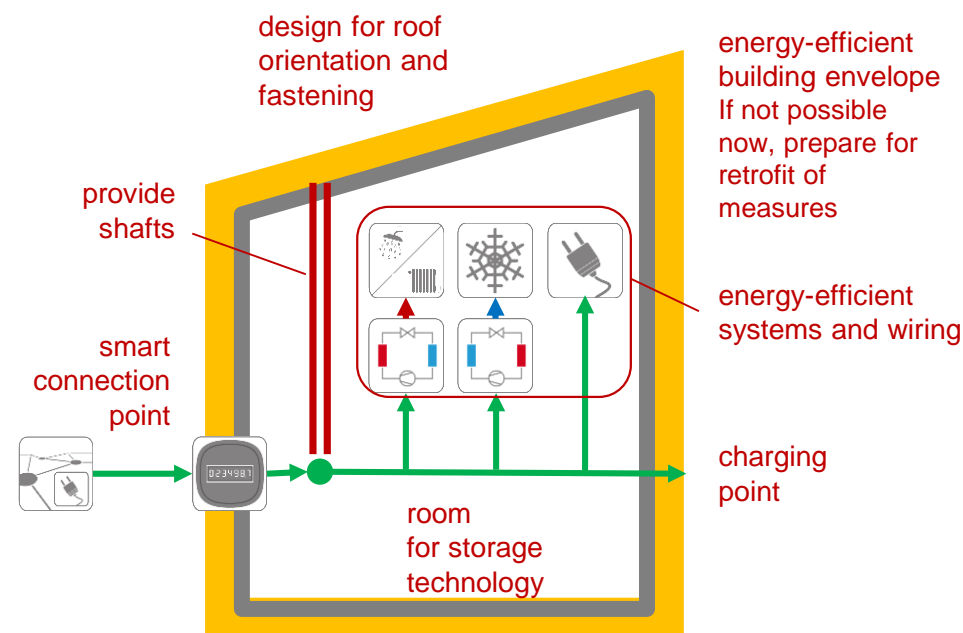 design for roof
orientation and
fastening
energy-efficient
building envelope
If not possible
now, prepare for
retrofit of
measures
provide
shafts
energy-efficient
systems and wiring
smart
connection
point
0234987
charging
point
room
for storage
technology